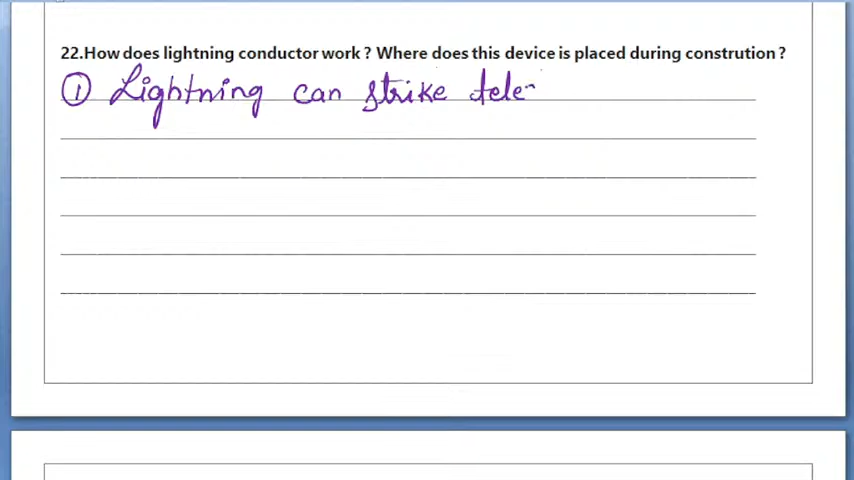 22.How does lightning conductor work ? Where does this device is placed during constrution ?
① Lightning can strike tele